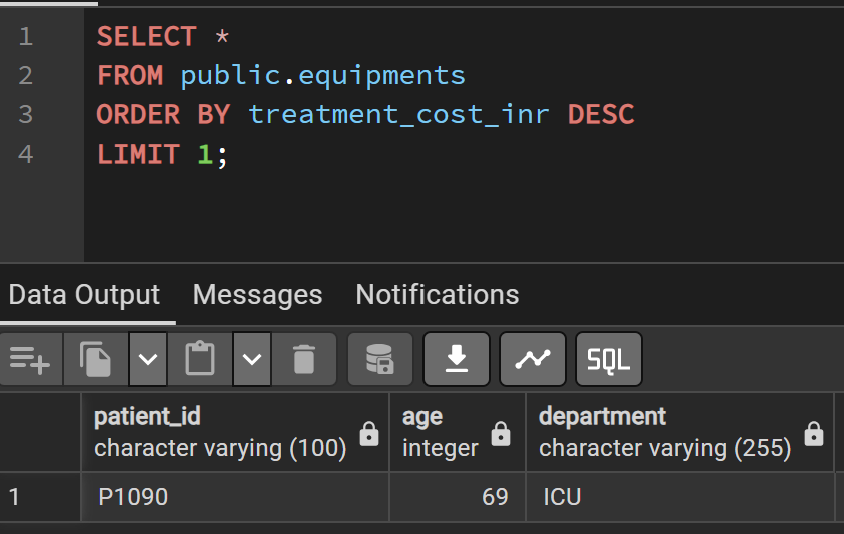 1 SELECT *
2 FROM public.equipments
3 ORDER BY treatment_cost_inr DESC
4 LIMIT 1;
Data Output Messages Notifications
SQL
patient_id age department
character varying (100) integer character varying (255)
1 P1090 69 ICU